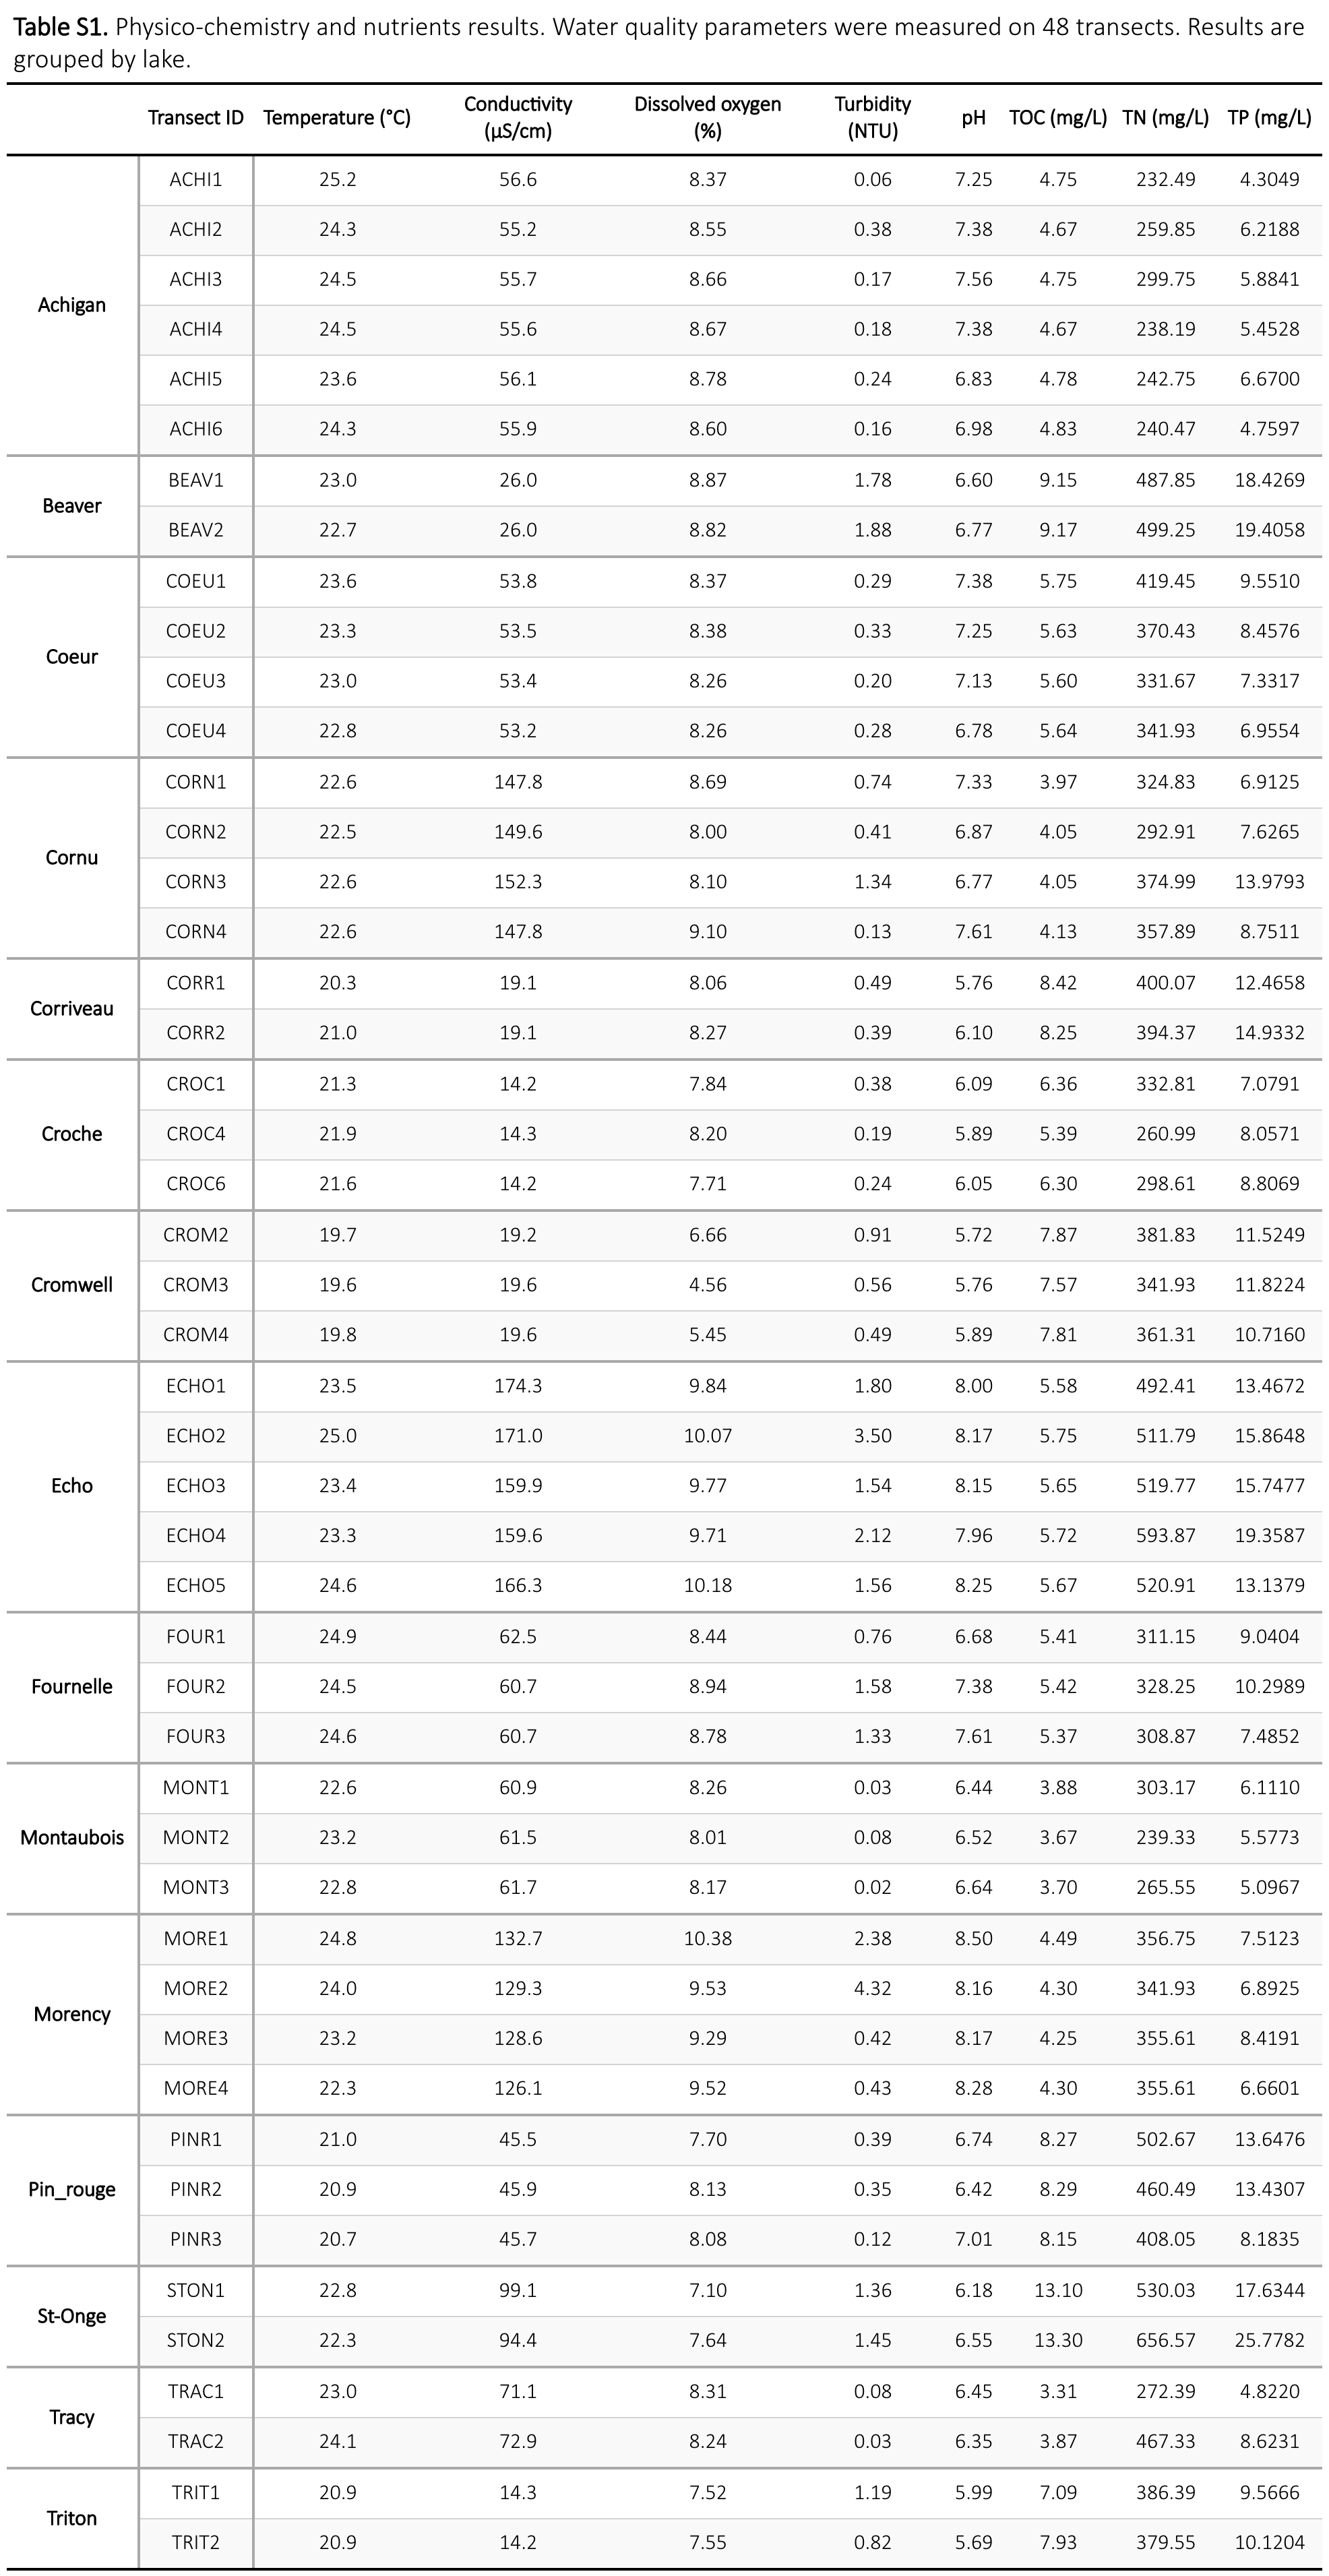 Table S1. Physico-chemistry and nutrients results. Water quality parameters were measured on 48 transects. Results are
grouped by lake.
Transect ID Temperature (°C) Conductivity (µS/cm) Dissolved oxygen (%) Turbidity (NTU) pH TOC (mg/L) TN (mg/L) TP (mg/L)
Achigan
ACHI1 25.2 56.6 8.37 0.06 7.25 4.75 232.49 4.3049
ACHI2 24.3 55.2 8.55 0.38 7.38 4.67 259.85 6.2188
ACHI3 24.5 55.7 8.66 0.17 7.56 4.75 299.75 5.8841
ACHI4 24.5 55.6 8.67 0.18 7.38 4.67 238.19 5.4528
ACHI5 23.6 56.1 8.78 0.24 6.83 4.78 242.75 6.6700
ACHI6 24.3 55.9 8.60 0.16 6.98 4.83 240.47 4.7597
Beaver
BEAV1 23.0 26.0 8.87 1.78 6.60 9.15 487.85 18.4269
BEAV2 22.7 26.0 8.82 1.88 6.77 9.17 499.25 19.4058
Coeur
COEU1 23.6 53.8 8.37 0.29 7.38 5.75 419.45 9.5510
COEU2 23.3 53.5 8.38 0.33 7.25 5.63 370.43 8.4576
COEU3 23.0 53.4 8.26 0.20 7.13 5.60 331.67 7.3317
COEU4 22.8 53.2 8.26 0.28 6.78 5.64 341.93 6.9554
Cornu
CORN1 22.6 147.8 8.69 0.74 7.33 3.97 324.83 6.9125
CORN2 22.5 149.6 8.00 0.41 6.87 4.05 292.91 7.6265
CORN3 22.6 152.3 8.10 1.34 6.77 4.05 374.99 13.9793
CORN4 22.6 147.8 9.10 0.13 7.61 4.13 357.89 8.7511
Corriveau
CORR1 20.3 19.1 8.06 0.49 5.76 8.42 400.07 12.4658
CORR2 21.0 19.1 8.27 0.39 6.10 8.25 394.37 14.9332
Croche
CROC1 21.3 14.2 7.84 0.38 6.09 6.36 332.81 7.0791
CROC4 21.9 14.3 8.20 0.19 5.89 5.39 260.99 8.0571
CROC6 21.6 14.2 7.71 0.24 6.05 6.30 298.61 8.8069
Cromwell
CROM2 19.7 19.2 6.66 0.91 5.72 7.87 381.83 11.5249
CROM3 19.6 19.6 4.56 0.56 5.76 7.57 341.93 11.8224
CROM4 19.8 19.6 5.45 0.49 5.89 7.81 361.31 10.7160
Echo
ECHO1 23.5 174.3 9.84 1.80 8.00 5.58 492.41 13.4672
ECHO2 25.0 171.0 10.07 3.50 8.17 5.75 511.79 15.8648
ECHO3 23.4 159.9 9.77 1.54 8.15 5.65 519.77 15.7477
ECHO4 23.3 159.6 9.71 2.12 7.96 5.72 593.87 19.3587
ECHO5 24.6 166.3 10.18 1.56 8.25 5.67 520.91 13.1379
Fournelle
FOUR1 24.9 62.5 8.44 0.76 6.68 5.41 311.15 9.0404
FOUR2 24.5 60.7 8.94 1.58 7.38 5.42 328.25 10.2989
FOUR3 24.6 60.7 8.78 1.33 7.61 5.37 308.87 7.4852
Montaubois
MONT1 22.6 60.9 8.26 0.03 6.44 3.88 303.17 6.1110
MONT2 23.2 61.5 8.01 0.08 6.52 3.67 239.33 5.5773
MONT3 22.8 61.7 8.17 0.02 6.64 3.70 265.55 5.0967
Morency
MORE1 24.8 132.7 10.38 2.38 8.50 4.49 356.75 7.5123
MORE2 24.0 129.3 9.53 4.32 8.16 4.30 341.93 6.8925
MORE3 23.2 128.6 9.29 0.42 8.17 4.25 355.61 8.4191
MORE4 22.3 126.1 9.52 0.43 8.28 4.30 355.61 6.6601
Pin_rouge
PINR1 21.0 45.5 7.70 0.39 6.74 8.27 502.67 13.6476
PINR2 20.9 45.9 8.13 0.35 6.42 8.29 460.49 13.4307
PINR3 20.7 45.7 8.08 0.12 7.01 8.15 408.05 8.1835
St-Onge
STON1 22.8 99.1 7.10 1.36 6.18 13.10 530.03 17.6344
STON2 22.3 94.4 7.64 1.45 6.55 13.30 656.57 25.7782
Tracy
TRAC1 23.0 71.1 8.31 0.08 6.45 3.31 272.39 4.8220
TRAC2 24.1 72.9 8.24 0.03 6.35 3.87 467.33 8.6231
Triton
TRIT1 20.9 14.3 7.52 1.19 5.99 7.09 386.39 9.5666
TRIT2 20.9 14.2 7.55 0.82 5.69 7.93 379.55 10.1204